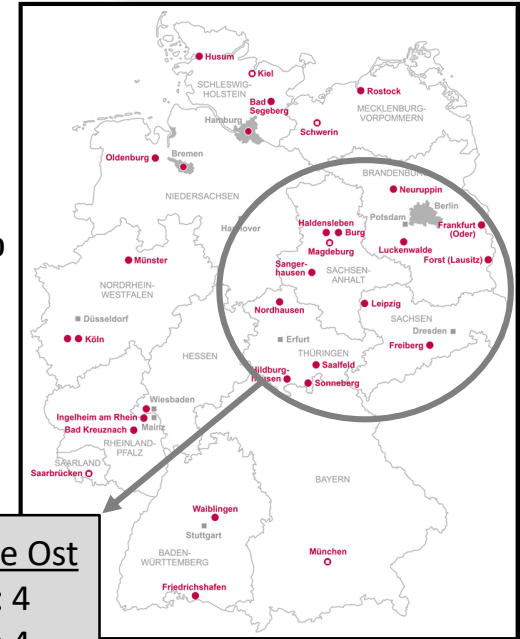 Husum
Kiel
SCHLESWIG-
HOLSTEIN
Bad
Segeberg
Rostock
MECKLENBURG-
VORPOMMERN
Hamburg
Schwerin
Oldenburg
Bremen
NIEDERSACHSEN
Hannover
BRANDENBURG
Neuruppin
Berlin
Potsdam
Frankfurt
(Oder)
Haldensleben
Burg
Magdeburg
Luckenwalde
Forst (Lausitz)
Sanger-
hausen
SACHSEN-
ANHALT
Münster
NORDRHEIN-
WESTFALEN
Nordhausen
Leipzig
SACHSEN
Düsseldorf
Dresden
Köln
Erfurt
Freiberg
HESSEN
THÜRINGEN
Saalfeld
Hildburg-
hausen
Sonneberg
Wiesbaden
Ingelheim am Rhein
Mainz
Bad Kreuznach
RHEINLAND-
PFALZ
SAARLAND
Saarbrücken
BAYERN
Waiblingen
Stuttgart
BADEN-
WÜRTTEMBERG
München
Friedrichshafen
e Ost
: 4